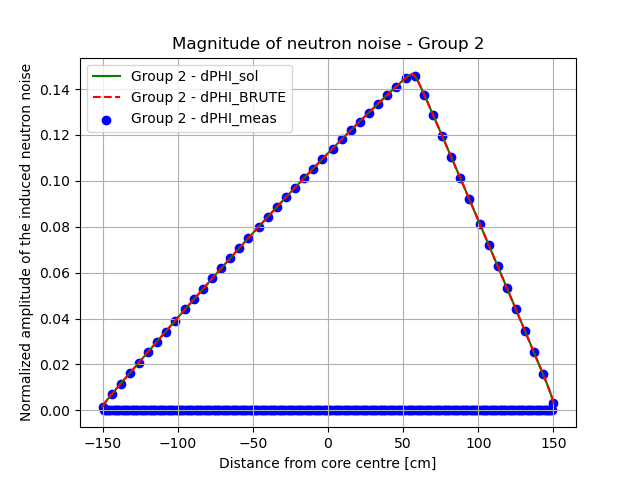 Magnitude of neutron noise - Group 2
Normalized amplitude of the induced neutron noise
Group 2 - dPHI_sol
Group 2 - dPHI_BRUTE
Group 2 - dPHI_meas
0.14
0.12
0.10
0.08
0.06
0.04
0.02
0.00
−150 −100 −50 0 50 100 150
Distance from core centre [cm]